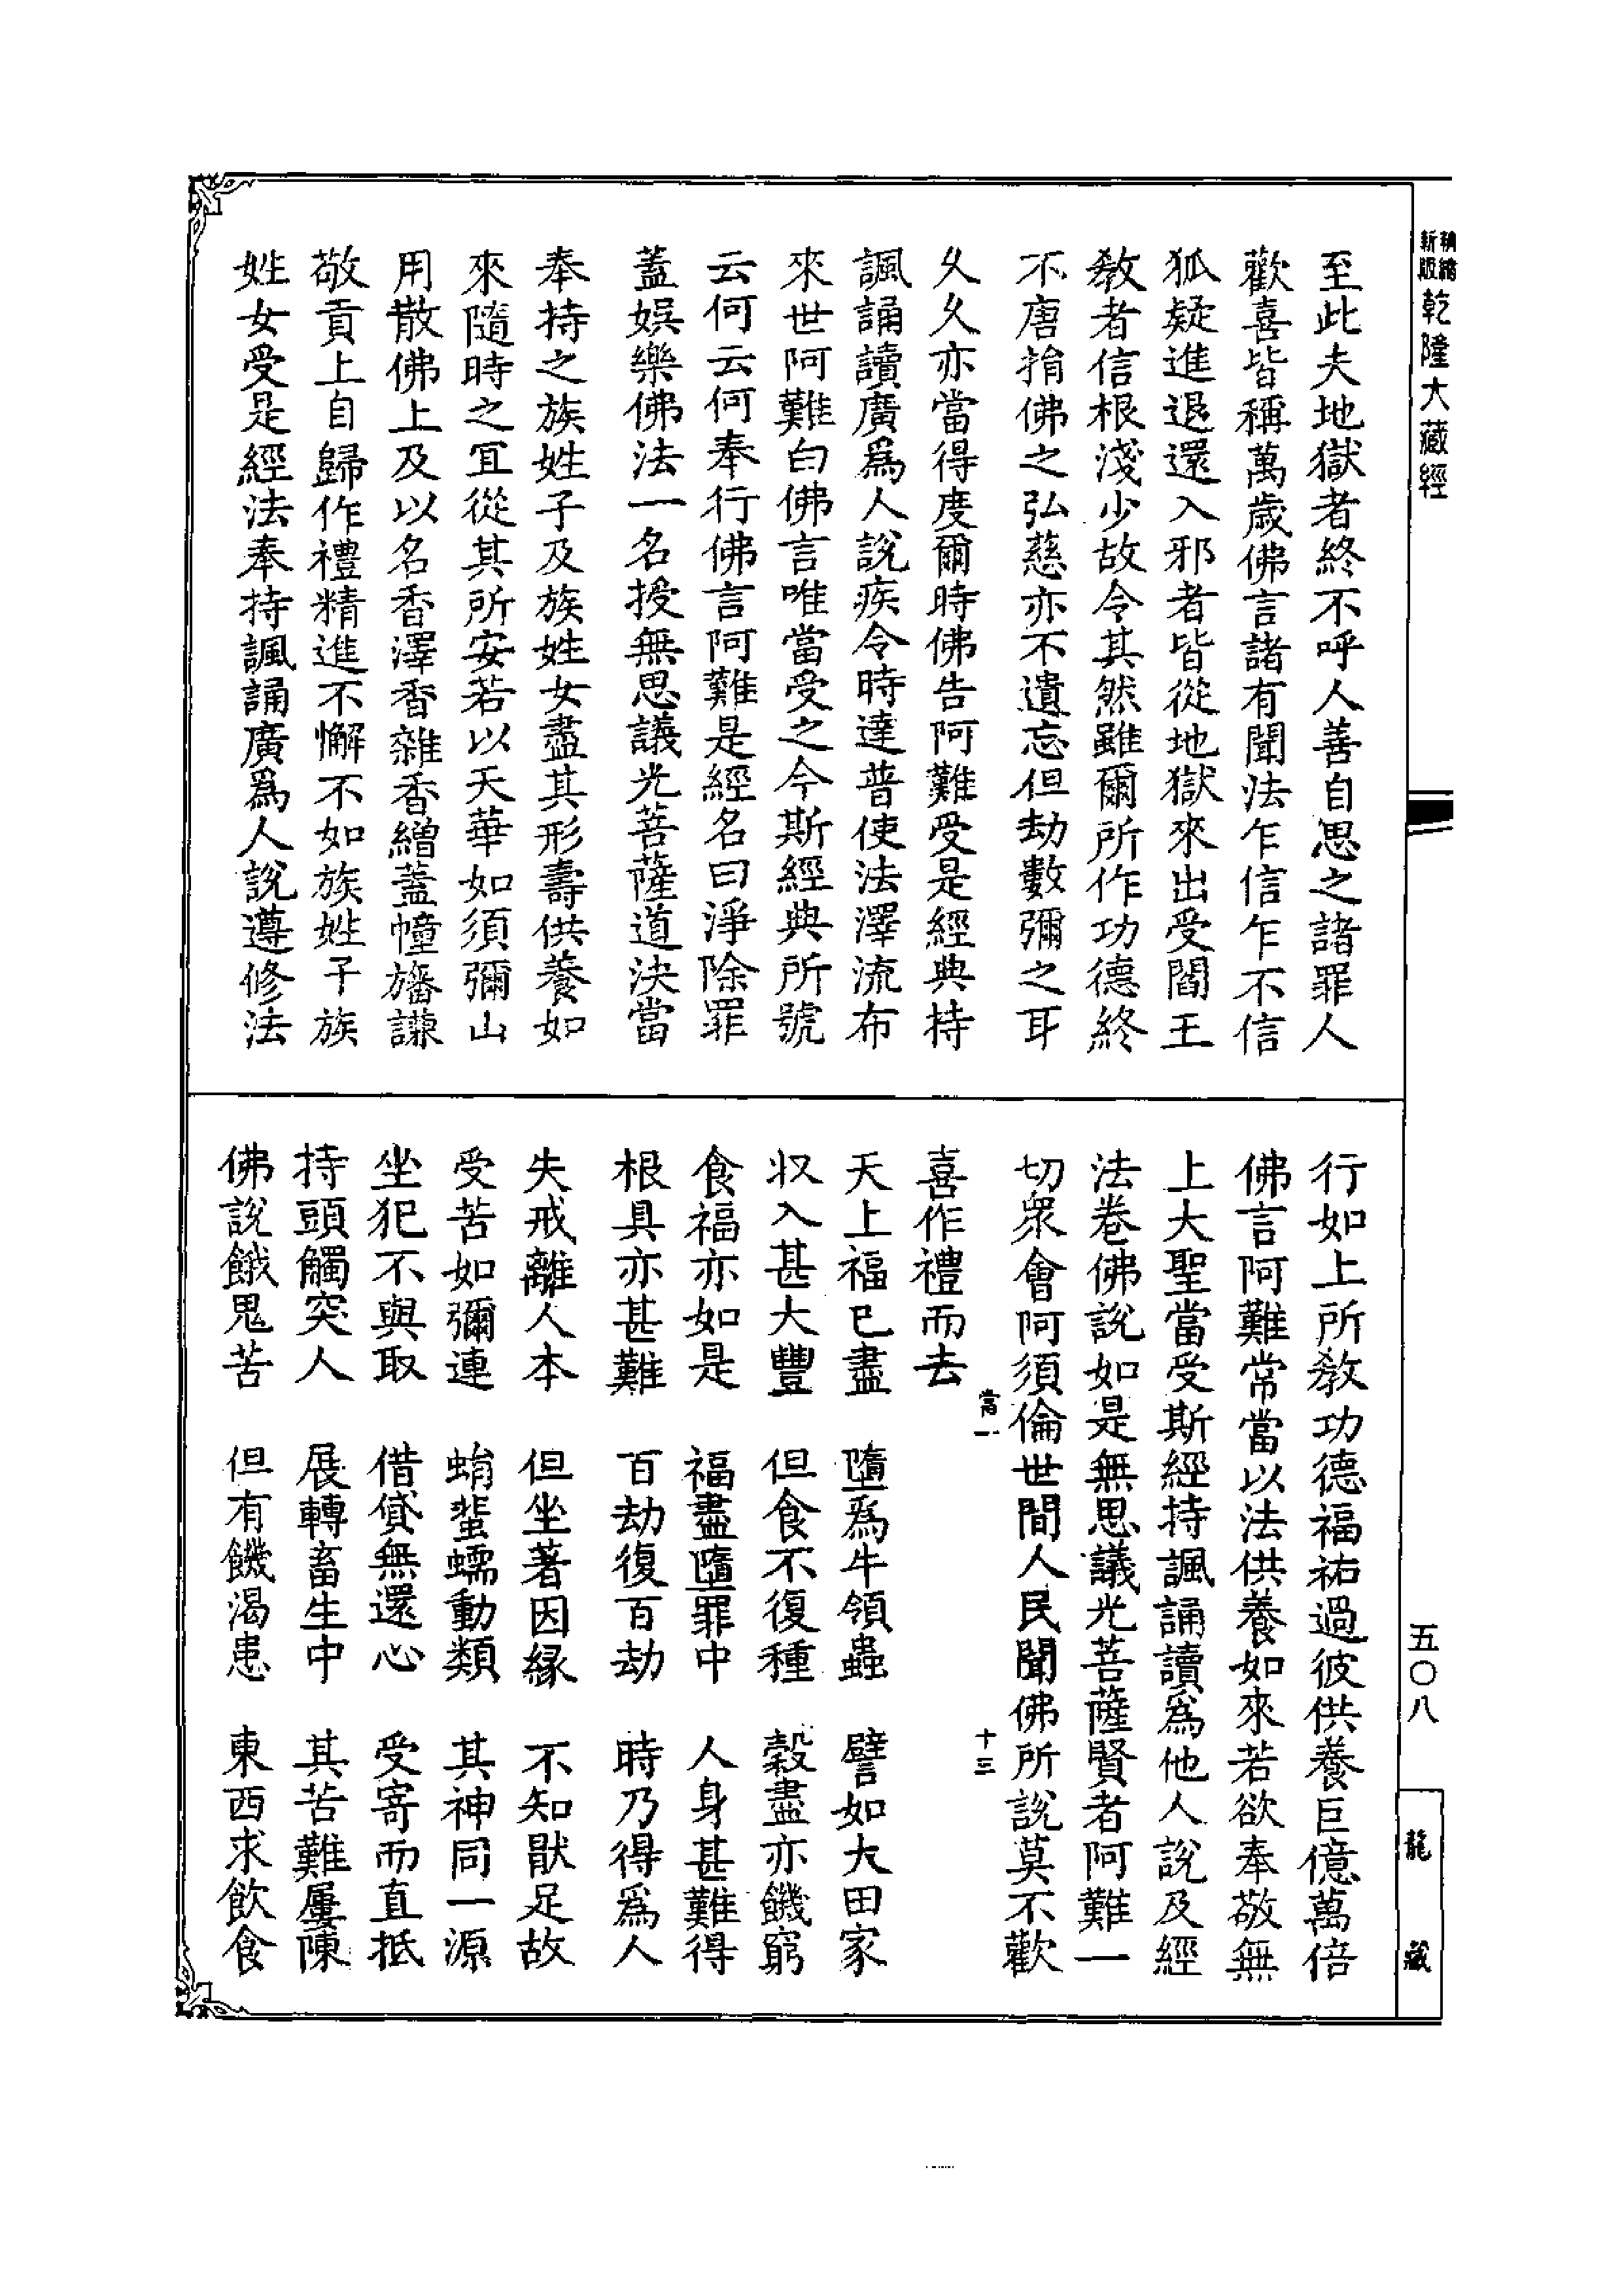 精繕
新版
乾隆大藏經
至此夫地獄者終不呼人善自思之諸罪人
歡喜皆稱萬歲佛言諸有聞法乍信乍不信
狐疑進退還入邪者皆從地獄來出受閻王
教者信根淺少故令其然雖爾所作功德終
不唐捐佛之弘慈亦不遺忘但劫數彌之耳
久久亦當得度爾時佛告阿難受是經典持
諷誦讀廣爲人說疾令時達普使法澤流布
來世阿難白佛言唯當受之今斯經典所號
云何云何奉行佛言阿難是經名曰淨除罪
蓋娛樂佛法一名授無思議光菩薩道決當
奉持之族姓子及族姓女盡其形壽供養如
來隨時之宜從其所安若以天華如須彌山
用散佛上及以名香澤香雜香繒蓋幢旛謙
敬貢上自歸作禮精進不懈不如族姓子族
姓女受是經法奉持諷誦廣爲人說遵修法
行如上所教功德福祐過彼供養巨億萬倍
佛言阿難常當以法供養如來若欲奉敬無
上大聖當受斯經持諷誦讀爲他人說及經
法卷佛說如是無思議光菩薩賢者阿難一
切眾會阿須倫世間人民聞佛所說莫不歡
當一 十三
喜作禮而去
天上福已盡 墮爲牛領蟲 譬如大田家
収入甚大豐 但食不復種 穀盡亦饑窮
食福亦如是 福盡墮罪中 人身甚難得
根具亦甚難 百劫復百劫 時乃得爲人
失戒離人本 但坐著因緣 不知猒足故
受苦如彌連 蜎蜚蠕動類 其神同一源
坐犯不與取 借貸無還心 受寄而直抵
持頭觸突人 展轉畜生中 其苦難屢陳
佛說餓鬼苦 但有饑渴患 東西求飲食
五〇八
龍藏